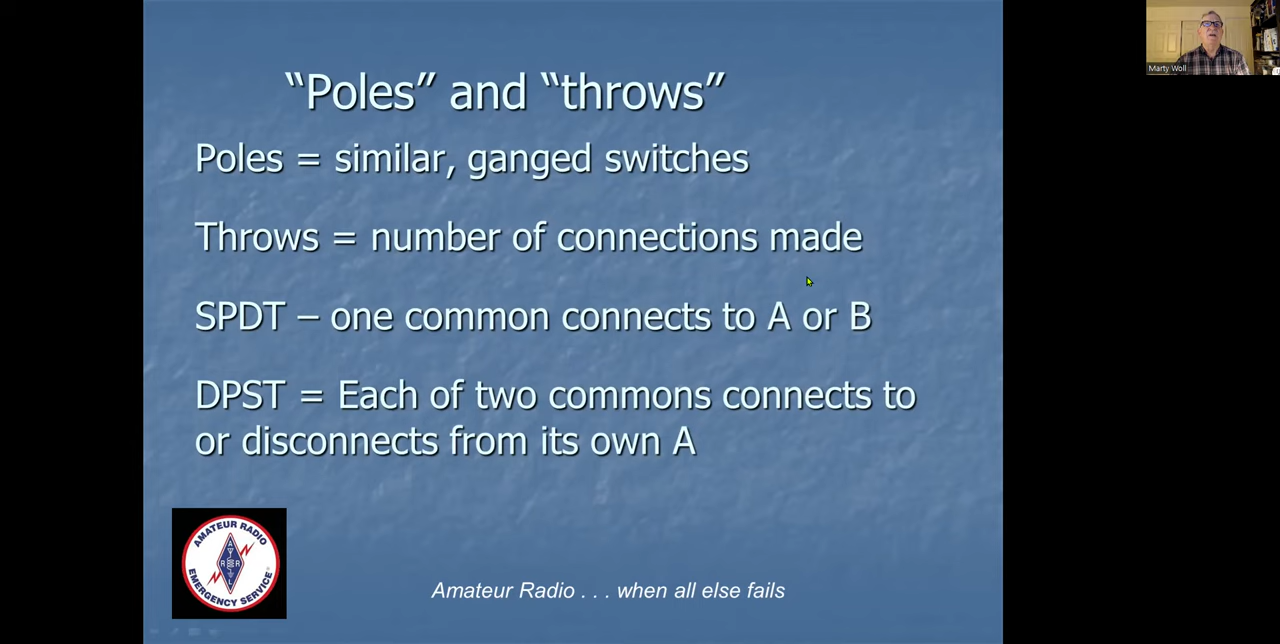 "Poles" and "throws"
Poles = similar, ganged switches
Throws = number of connections made
SPDT – one common connects to A or B
DPST = Each of two commons connects to
or disconnects from its own A
AMATEUR RADIO
EMERGENCY SERVICE
Amateur Radio . . . when all else fails
Marty Woll